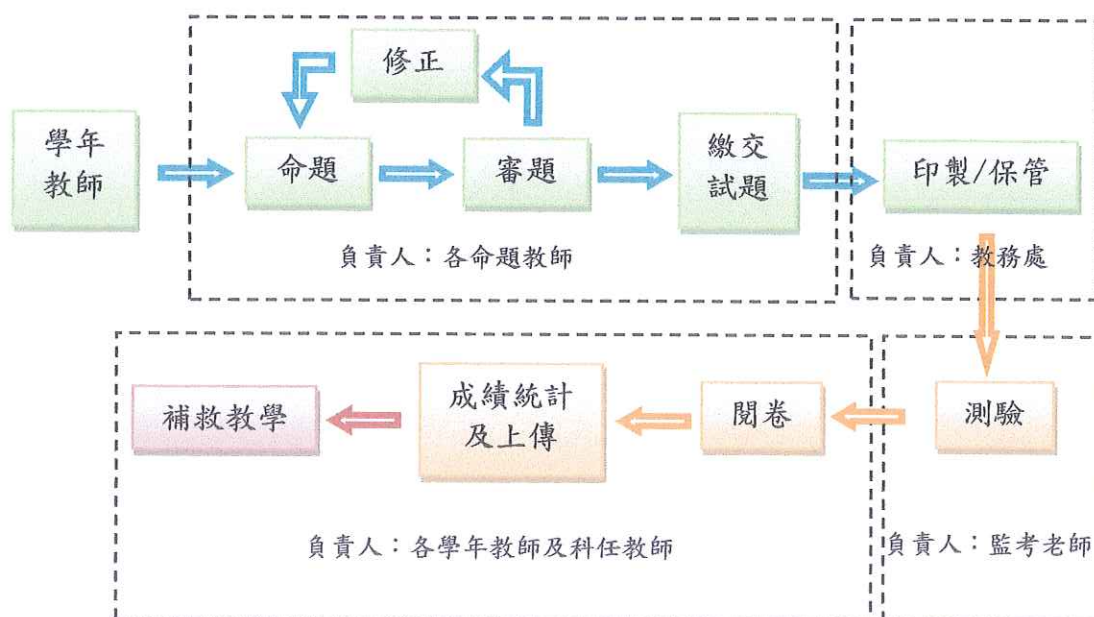 修正
學年
教師
命題
審題
繳交
試題
印製/保管
負責人：各命題教師
負責人：教務處
補救教學
成績統計
及上傳
閱卷
測驗
負責人：各學年教師及科任教師
負責人：監考老師